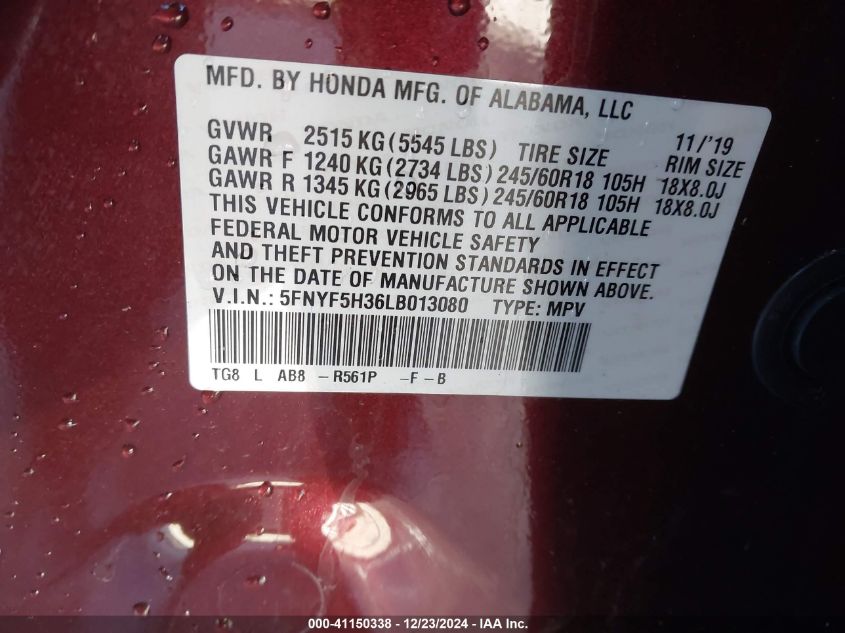 MFD. BY HONDA MFG. OF ALABAMA, LLC
11/'19
GVWR 2515 KG (5545 LBS) TIRE SIZE RIM SIZE
GAWR F 1240 KG (2734 LBS) 245/60R18 105H 18X8.0J
GAWR R 1345 KG (2965 LBS) 245/60R18 105H 18X8.0J
THIS VEHICLE CONFORMS TO ALL APPLICABLE
FEDERAL MOTOR VEHICLE SAFETY
AND THEFT PREVENTION STANDARDS IN EFFECT
ON THE DATE OF MANUFACTURE SHOWN ABOVE.
V.I.N.: 5FNYF5H36LB013080 TYPE: MPV
TG8 L AB8 -R561P -F-B
000-41150338 - 12/23/2024 - IAA Inc.